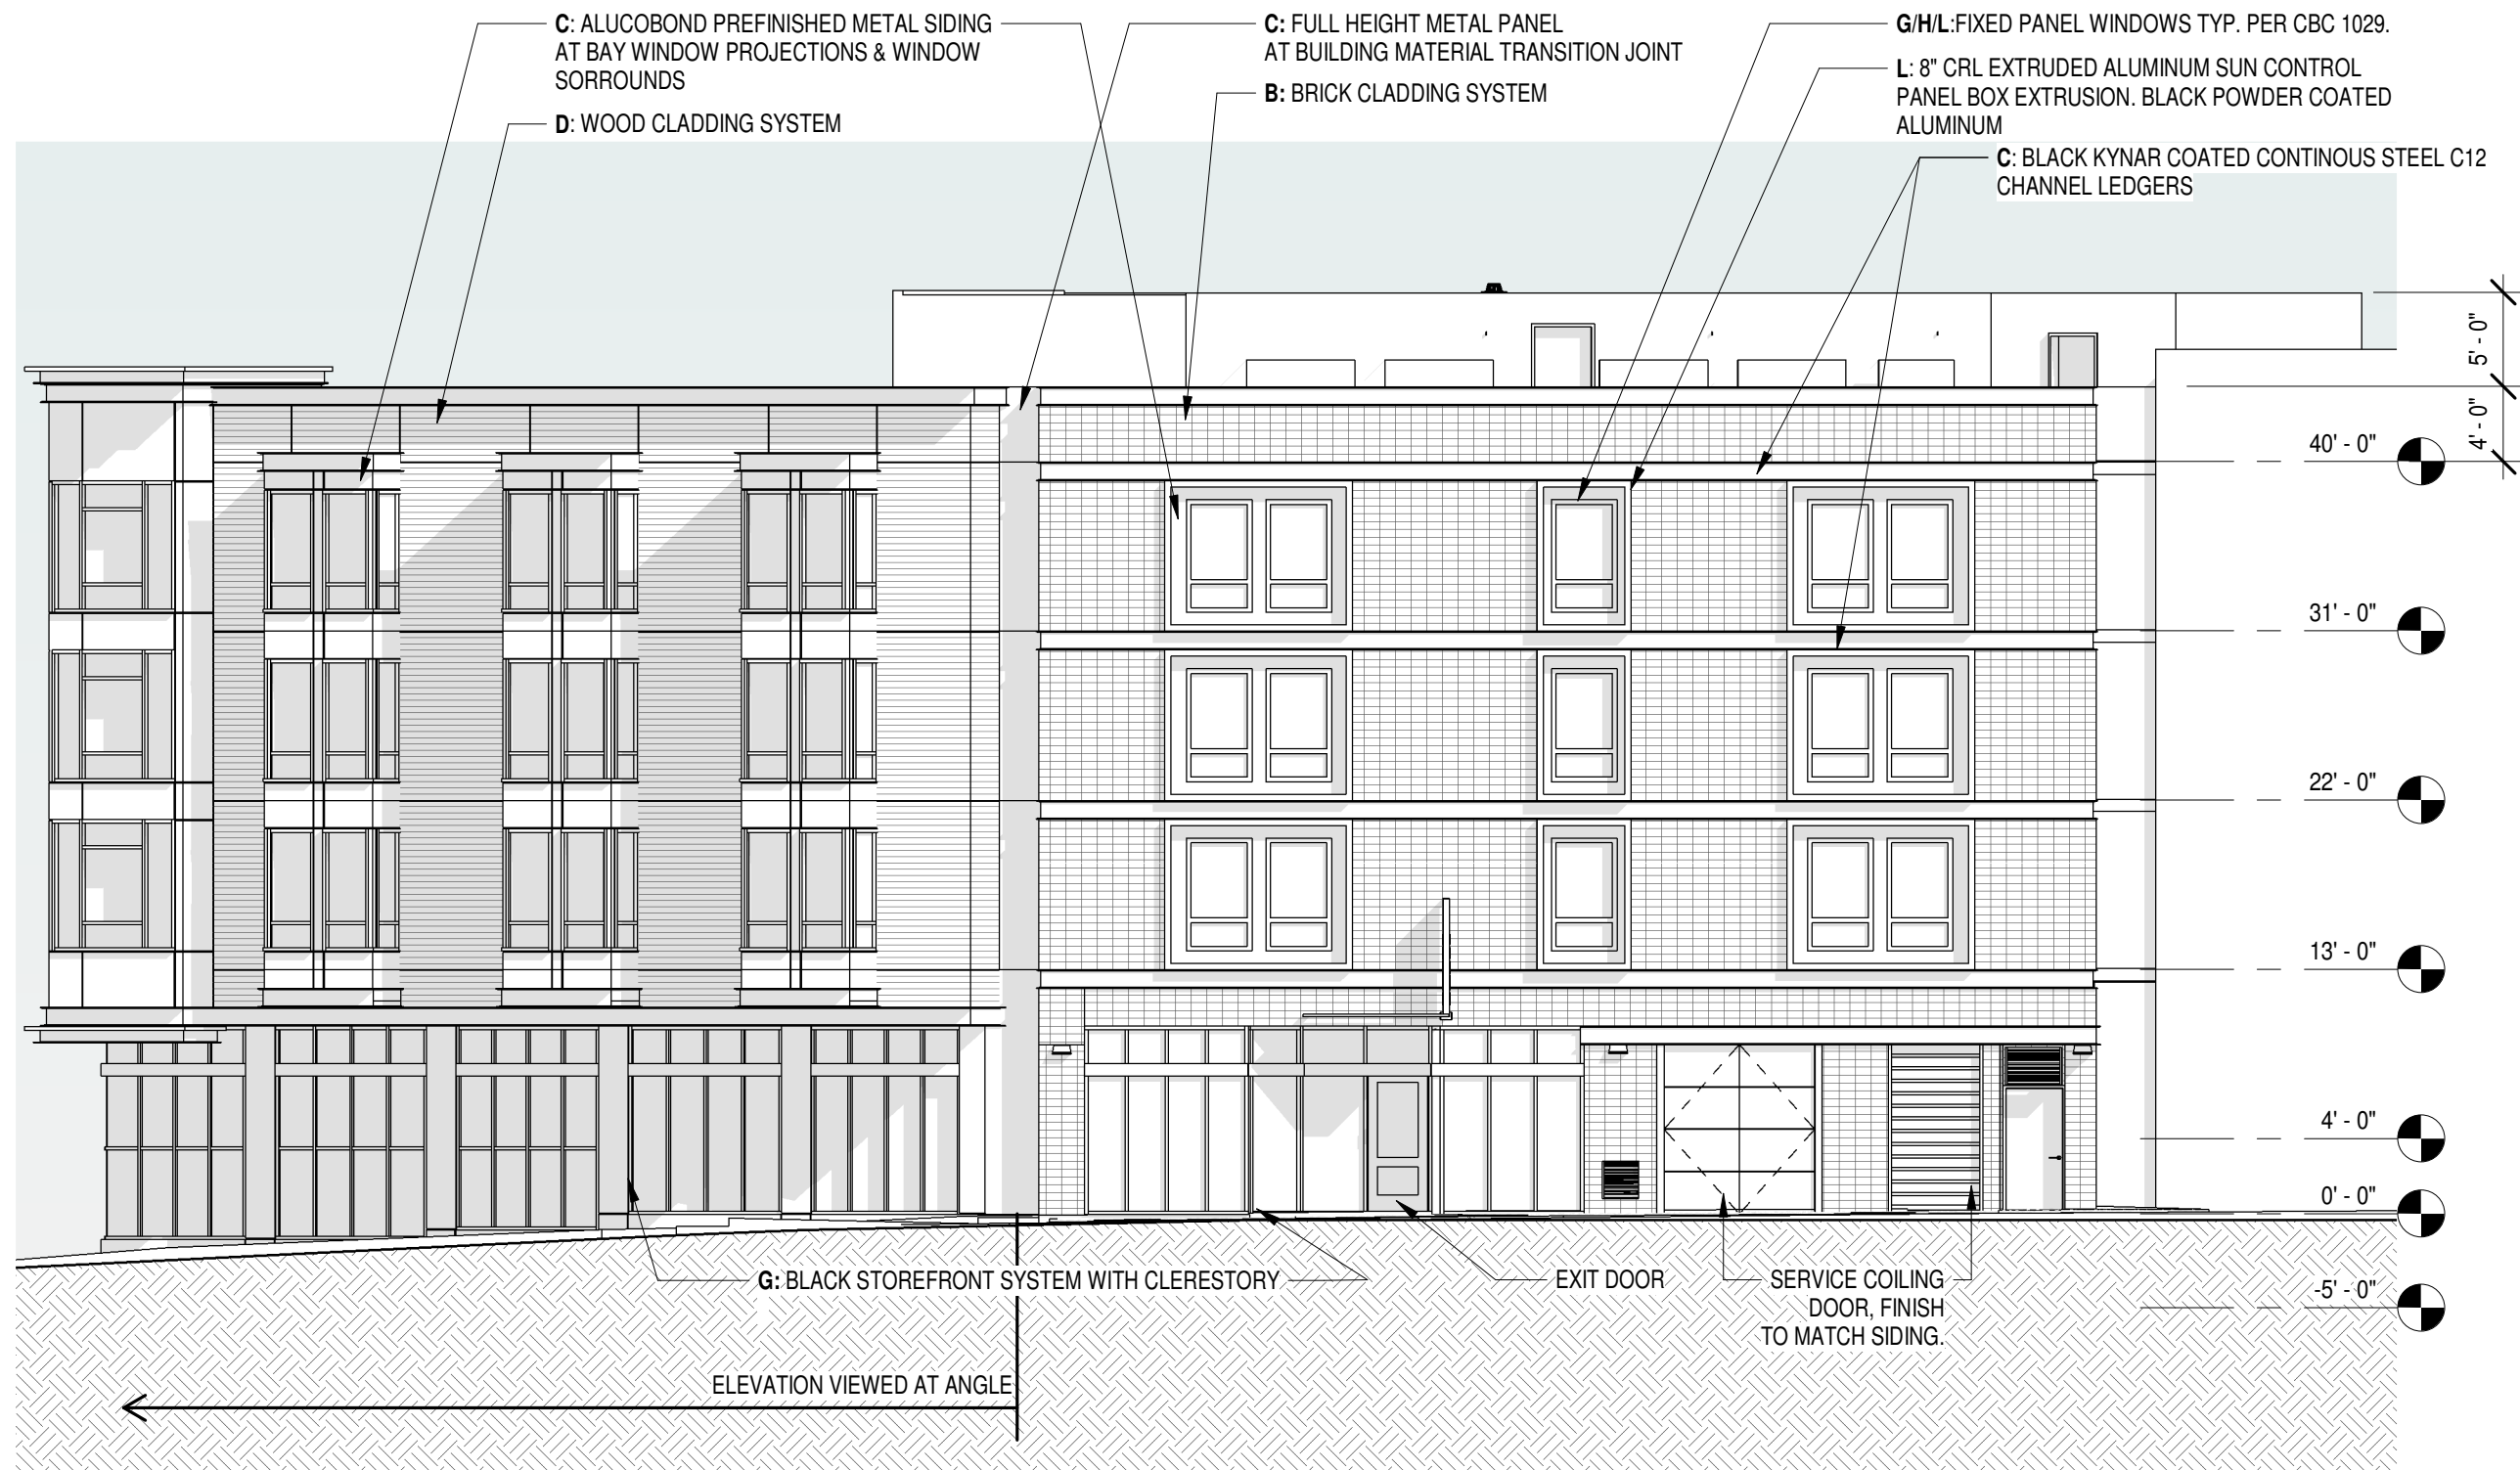 C: ALUCOBOND PREFINISHED METAL SIDING
AT BAY WINDOW PROJECTIONS & WINDOW
SORROUNDS
D: WOOD CLADDING SYSTEM
C: FULL HEIGHT METAL PANEL
AT BUILDING MATERIAL TRANSITION JOINT
B: BRICK CLADDING SYSTEM
G/H/L:FIXED PANEL WINDOWS TYP. PER CBC 1029.
L: 8" CRL EXTRUDED ALUMINUM SUN CONTROL
PANEL BOX EXTRUSION. BLACK POWDER COATED
ALUMINUM
C: BLACK KYNAR COATED CONTINOUS STEEL C12
CHANNEL LEDGERS
5' - 0"
4' - 0"
40' - 0"
31' - 0"
22' - 0"
13' - 0"
4' - 0"
0' - 0"
-5' - 0"
G: BLACK STOREFRONT SYSTEM WITH CLERESTORY
EXIT DOOR
SERVICE COILING
DOOR, FINISH
TO MATCH SIDING.
ELEVATION VIEWED AT ANGLE